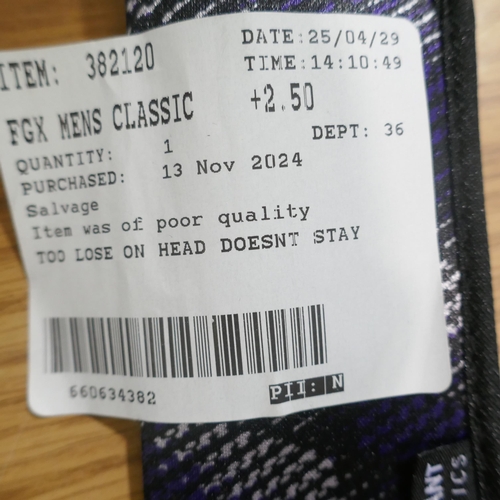 DATE:25/04/29
ITEM: 382120
TIME:14:10:49
FGX MENS CLASSIC +2.50
DEPT: 36
QUANTITY: 1
PURCHASED: 13 Nov 2024
Salvage
Item was of poor quality
TOO LOSE ON HEAD DOESNT STAY
660634382
PII: N